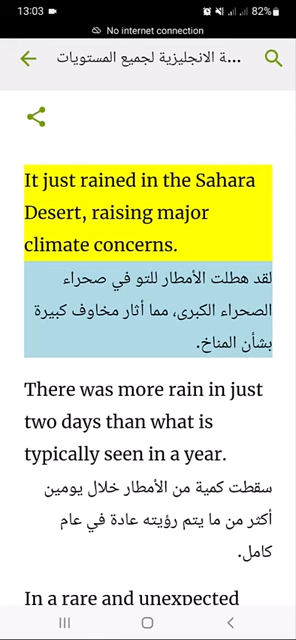 13:03 82%
No internet connection
ة الانجليزية لجميع المستويات...
It just rained in the Sahara
Desert, raising major
climate concerns.
لقد هطلت الأمطار للتو في صحراء
الصحراء الكبرى، مما أثار مخاوف كبيرة
بشأن المناخ.
There was more rain in just
two days than what is
typically seen in a year.
سقطت كمية من الأمطار خلال يومين
أكثر من ما يتم رؤيته عادة في عام
كامل.
In a rare and unexpected